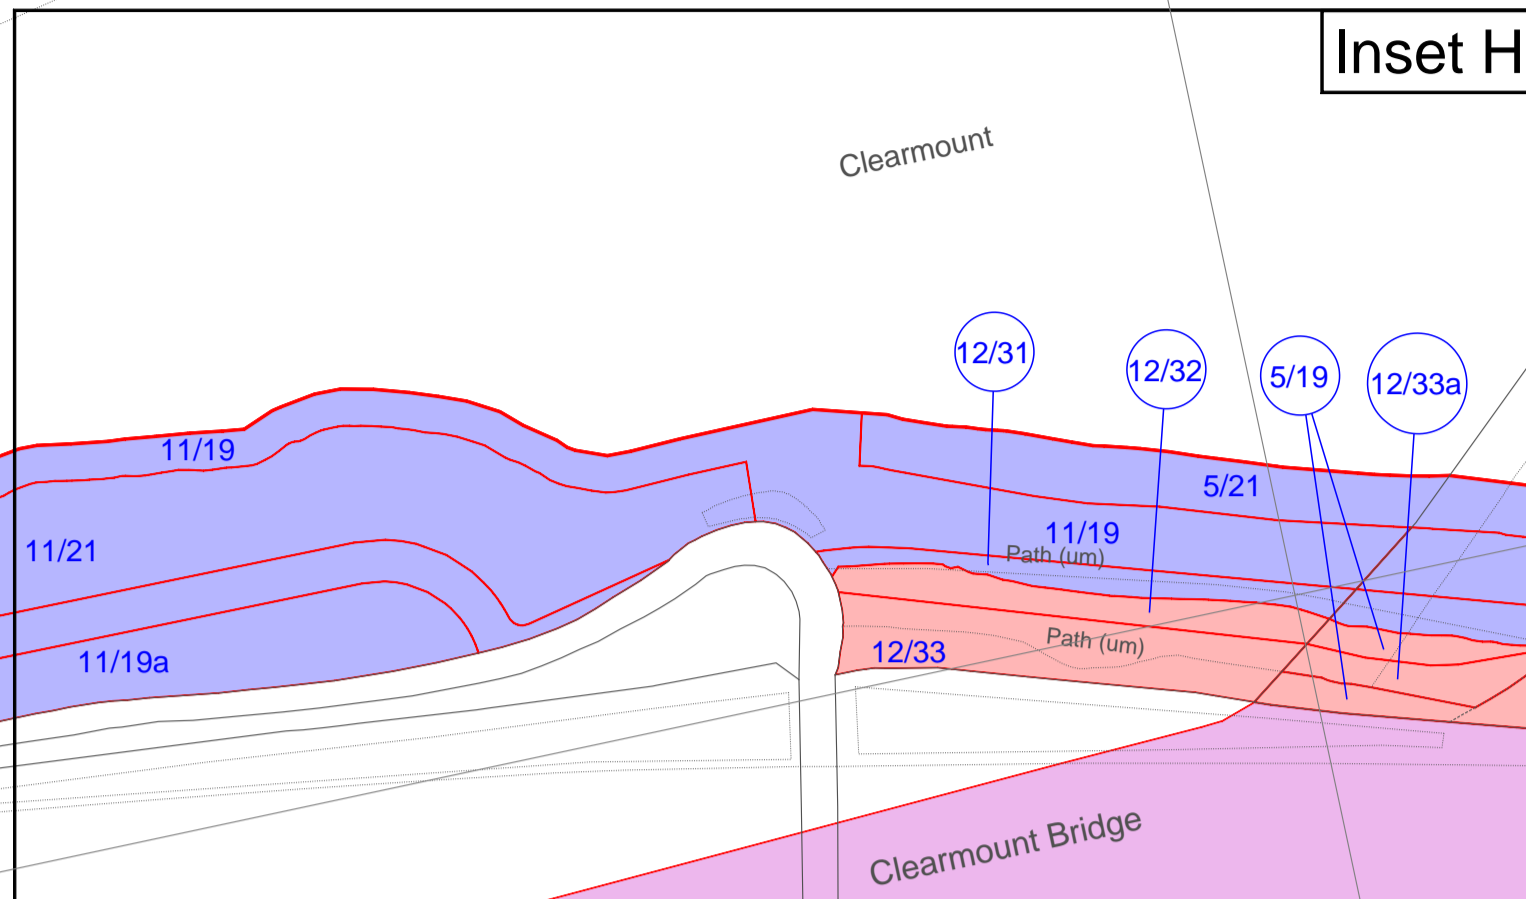 Inset H
Clearmount
12/31
12/32
5/19
12/33a
11/19
5/21
11/21
11/19
Path (um)
Path (um)
12/33
11/19a
Clearmount Bridge